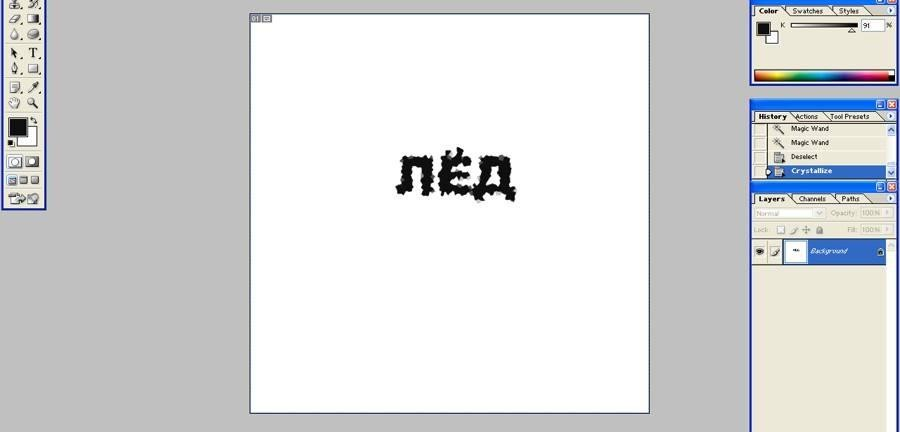 01
ЛЁД
Color
Swatches
Styles
K
91
%
History
Actions
Tool Presets
Magic Wand
Magic Wand
Deselect
Crystallize
Layers
Channels
Paths
Normal
Opacity: 100%
Lock:
Fill: 100%
Background
T